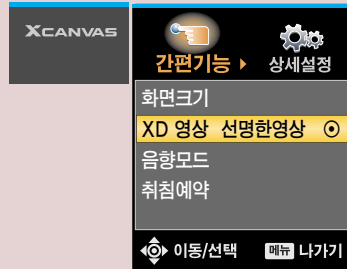 XCANVAS
간편기능 상세설정
화면크기
XD 영상 선명한영상
음향모드
취침예약
이동/선택 메뉴 나가기